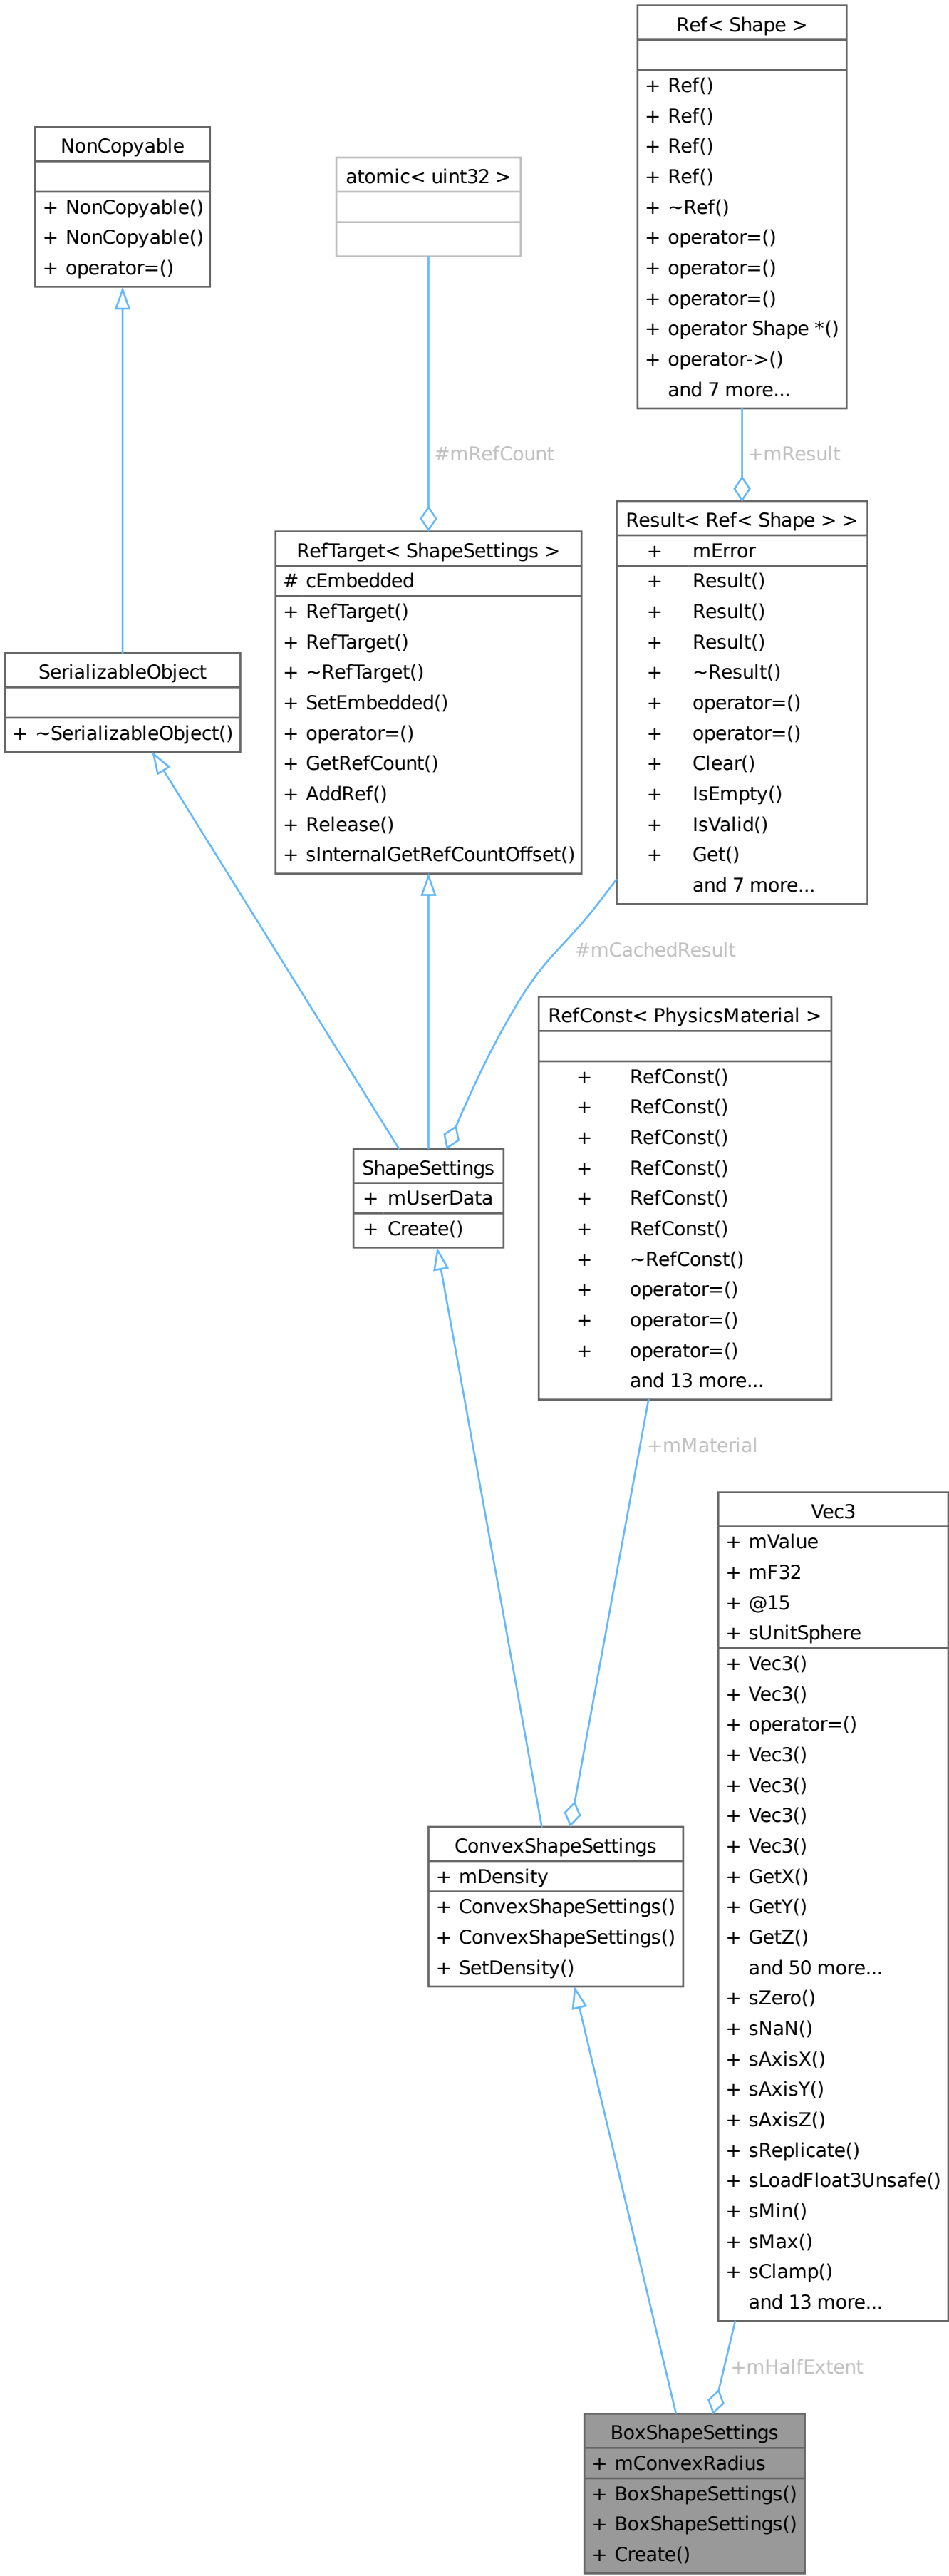 Ref< Shape >
+ Ref()
+ Ref()
+ Ref()
+ Ref()
+ ~Ref()
+ operator=()
+ operator=()
+ operator=()
+ operator Shape *()
+ operator->()
and 7 more...
NonCopyable
+ NonCopyable()
+ NonCopyable()
+ operator=()
atomic< uint32 >
#mRefCount
+mResult
Result< Ref< Shape > >
+ mError
+ Result()
+ Result()
+ Result()
+ ~Result()
+ operator=()
+ operator=()
+ Clear()
+ IsEmpty()
+ IsValid()
+ Get()
and 7 more...
RefTarget< ShapeSettings >
# cEmbedded
+ RefTarget()
+ RefTarget()
+ ~RefTarget()
+ SetEmbedded()
+ operator=()
+ GetRefCount()
+ AddRef()
+ Release()
+ sInternalGetRefCountOffset()
SerializableObject
+ ~SerializableObject()
#mCachedResult
RefConst< PhysicsMaterial >
+ RefConst()
+ RefConst()
+ RefConst()
+ RefConst()
+ RefConst()
+ RefConst()
+ ~RefConst()
+ operator=()
+ operator=()
+ operator=()
and 13 more...
ShapeSettings
+ mUserData
+ Create()
+mMaterial
Vec3
+ mValue
+ mF32
+ @15
+ sUnitSphere
+ Vec3()
+ Vec3()
+ operator=()
+ Vec3()
+ Vec3()
+ Vec3()
+ Vec3()
+ GetX()
+ GetY()
+ GetZ()
and 50 more...
+ sZero()
+ sNaN()
+ sAxisX()
+ sAxisY()
+ sAxisZ()
+ sReplicate()
+ sLoadFloat3Unsafe()
+ sMin()
+ sMax()
+ sClamp()
and 13 more...
ConvexShapeSettings
+ mDensity
+ ConvexShapeSettings()
+ ConvexShapeSettings()
+ SetDensity()
+mHalfExtent
BoxShapeSettings
+ mConvexRadius
+ BoxShapeSettings()
+ BoxShapeSettings()
+ Create()